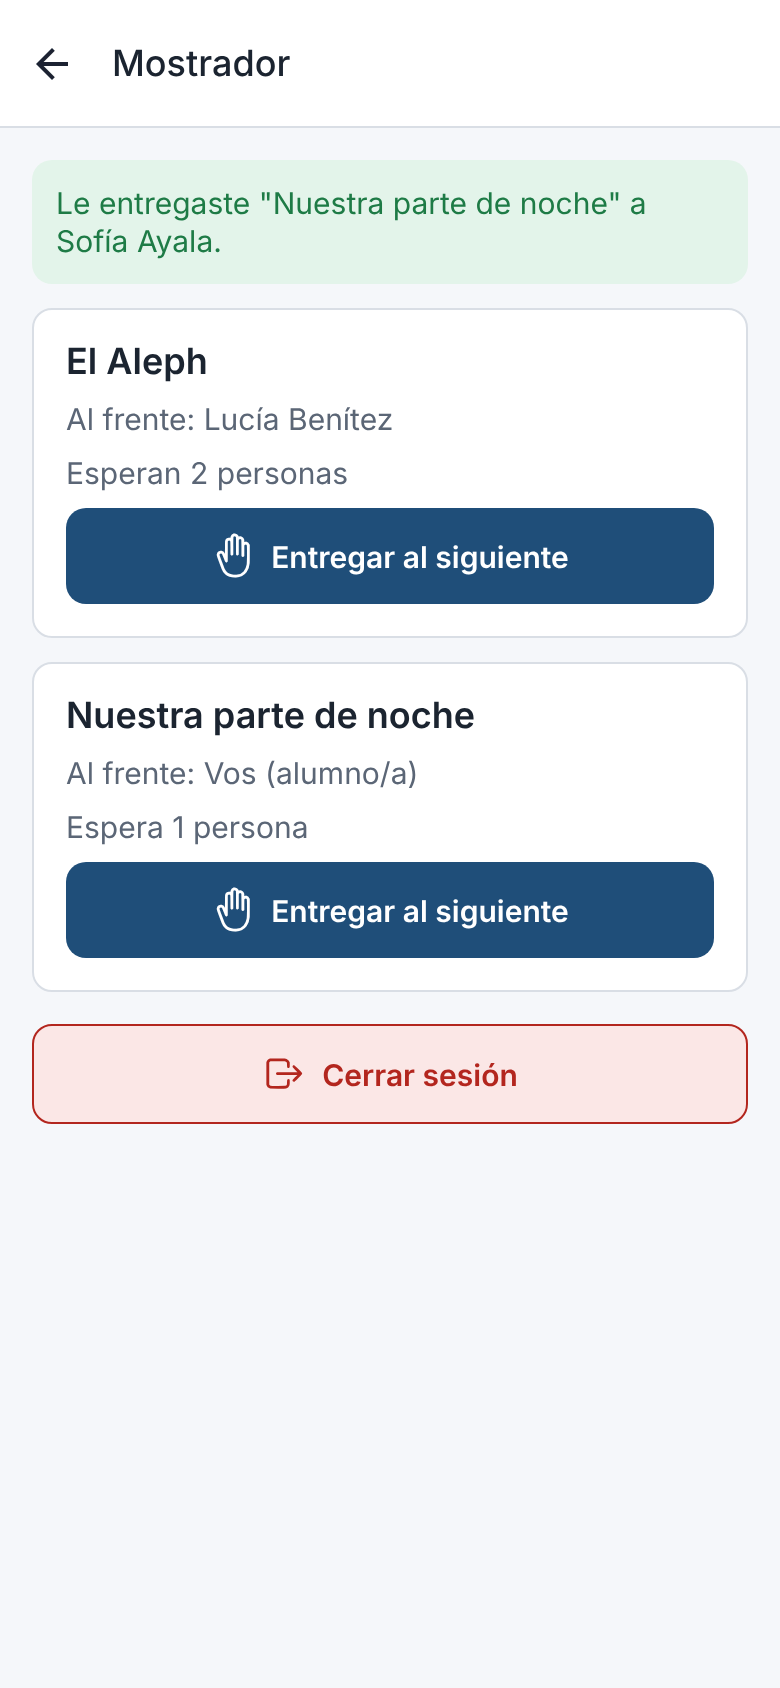 Mostrador
Le entregaste "Nuestra parte de noche" a
Sofía Ayala.
El Aleph
Al frente: Lucía Benítez
Esperan 2 personas
Entregar al siguiente
Nuestra parte de noche
Al frente: Vos (alumno/a)
Espera 1 persona
Entregar al siguiente
Cerrar sesión